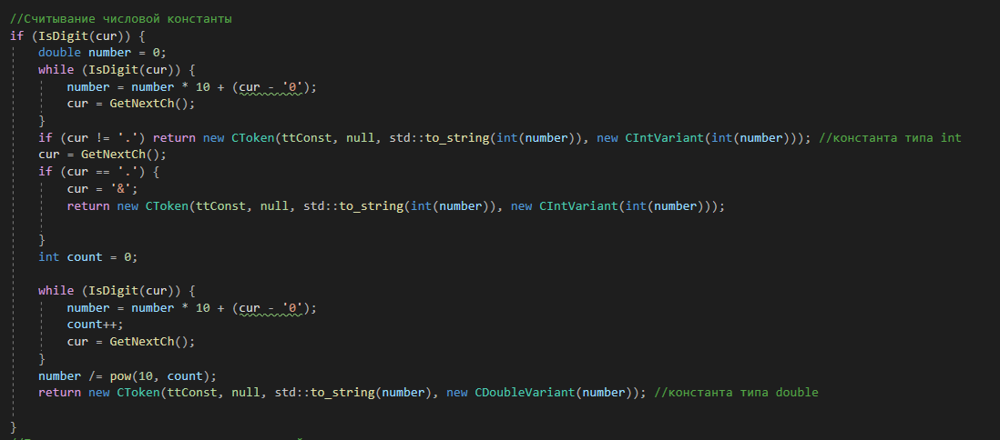 //Считывание числовой константы
if (IsDigit(cur)) {
double number = 0;
while (IsDigit(cur)) {
number = number * 10 + (cur - '0');
cur = GetNextCh();
}
if (cur != '.') return new CToken(ttConst, null, std::to_string(int(number)), new CIntVariant(int(number))); //константа типа int
cur = GetNextCh();
if (cur == '.') {
cur = '&';
return new CToken(ttConst, null, std::to_string(int(number)), new CIntVariant(int(number)));
}
int count = 0;
while (IsDigit(cur)) {
number = number * 10 + (cur - '0');
count++;
cur = GetNextCh();
}
number /= pow(10, count);
return new CToken(ttConst, null, std::to_string(number), new CDoubleVariant(number)); //константа типа double
}